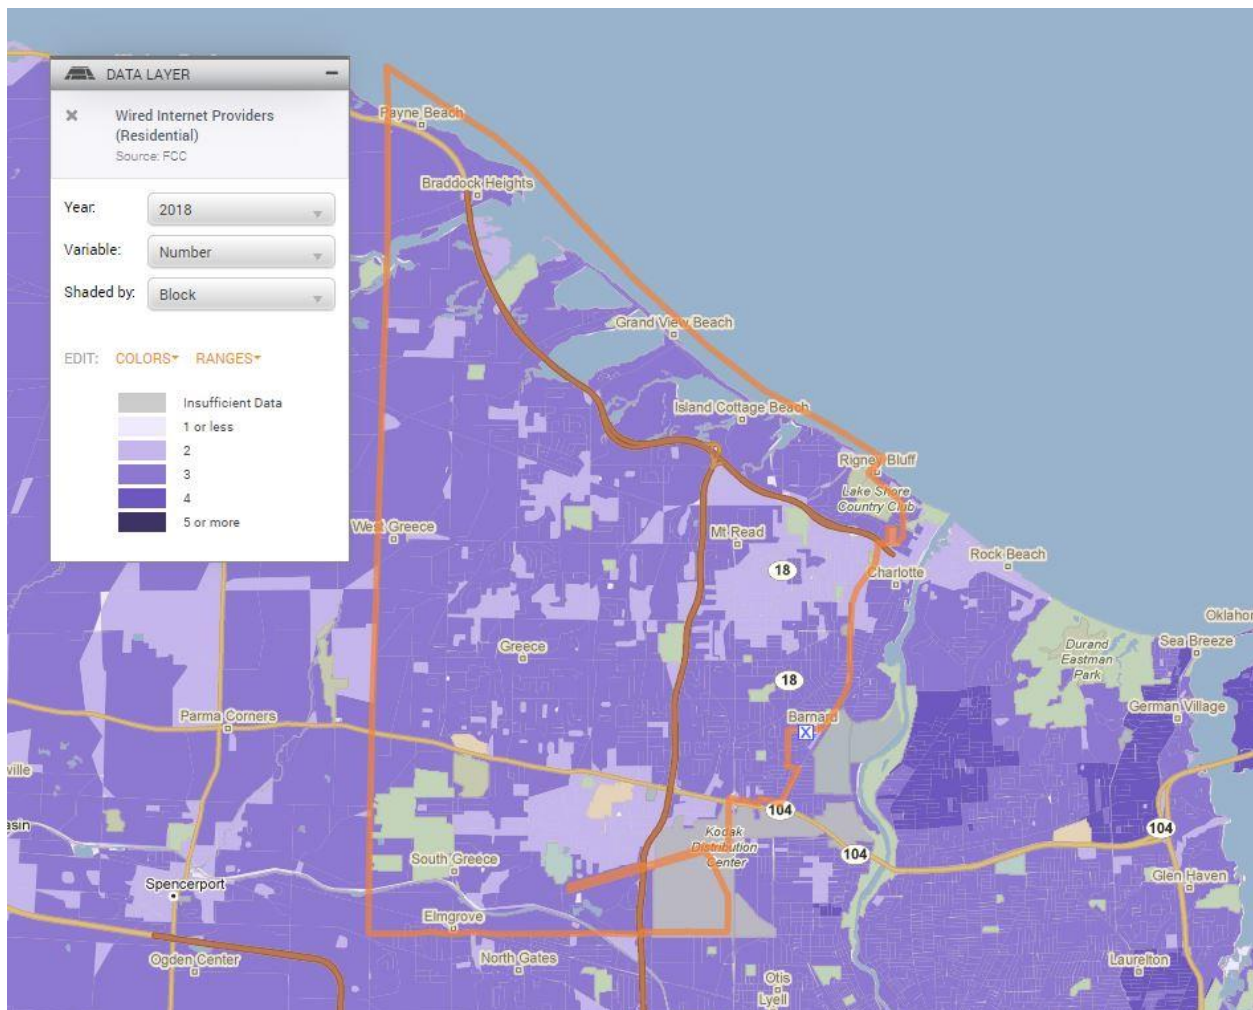 DATA LAYER
Wired Internet Providers
(Residential)
Source: FCC
Year:
2018
Variable:
Number
Shaded by:
Block
EDIT:
COLORS
RANGES
Insufficient Data
1 or less
2
3
4
5 or more
Payne Beach
Braddock Heights
Grand View Beach
Island Cottage Beach
Rigney Bluff
Lake Shore
Country Club
West Greece
Mt Read
Rock Beach
18
Charlotte
Oklahom
Sea Breeze
Greece
Durand
Eastman
Park
18
Parma Corners
Barnard
German Village
X
ville
104
104
asin
Kodak
Distribution
Center
104
South Greece
Glen Haven
Spencerport
Elmgrove
Ogden Center
North Gates
Laurelton
Otis
Lyell